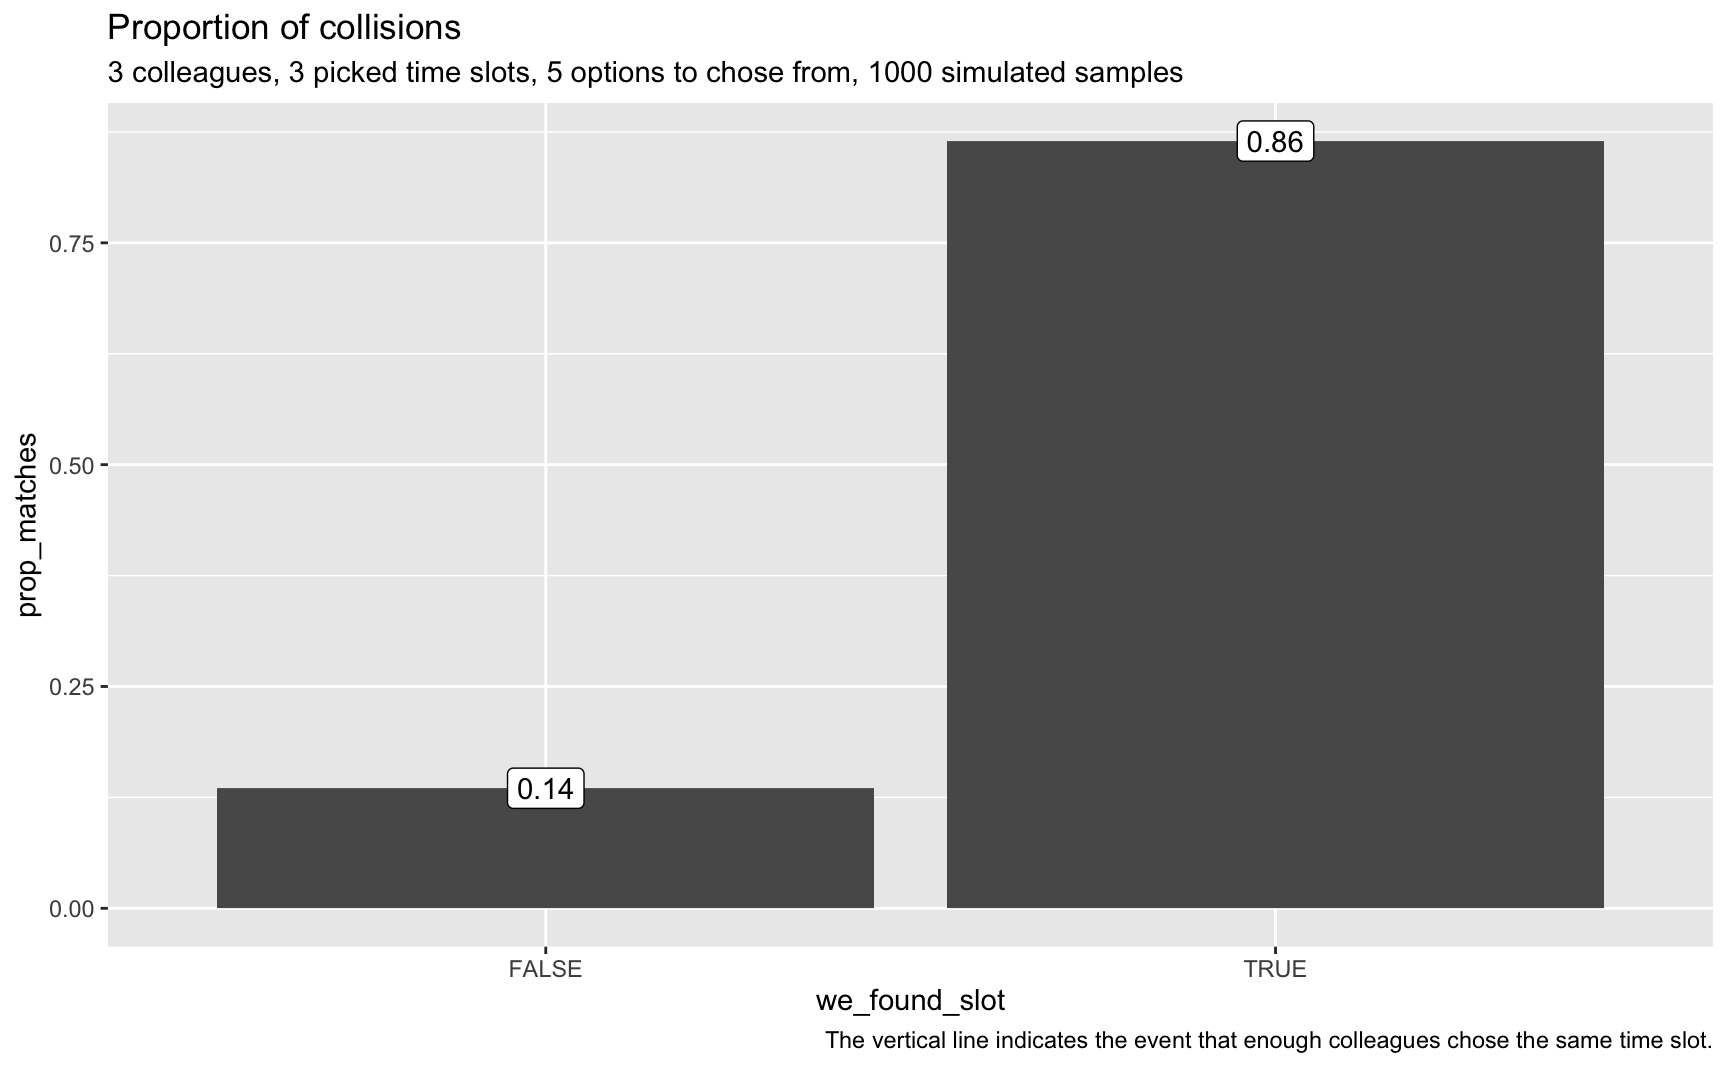 Proportion of collisions
3 colleagues, 3 picked time slots, 5 options to chose from, 1000 simulated samples
prop_matches
0.75
0.50
0.25
0.00
0.14
0.86
FALSE
TRUE
we_found_slot
The vertical line indicates the event that enough colleagues chose the same time slot.